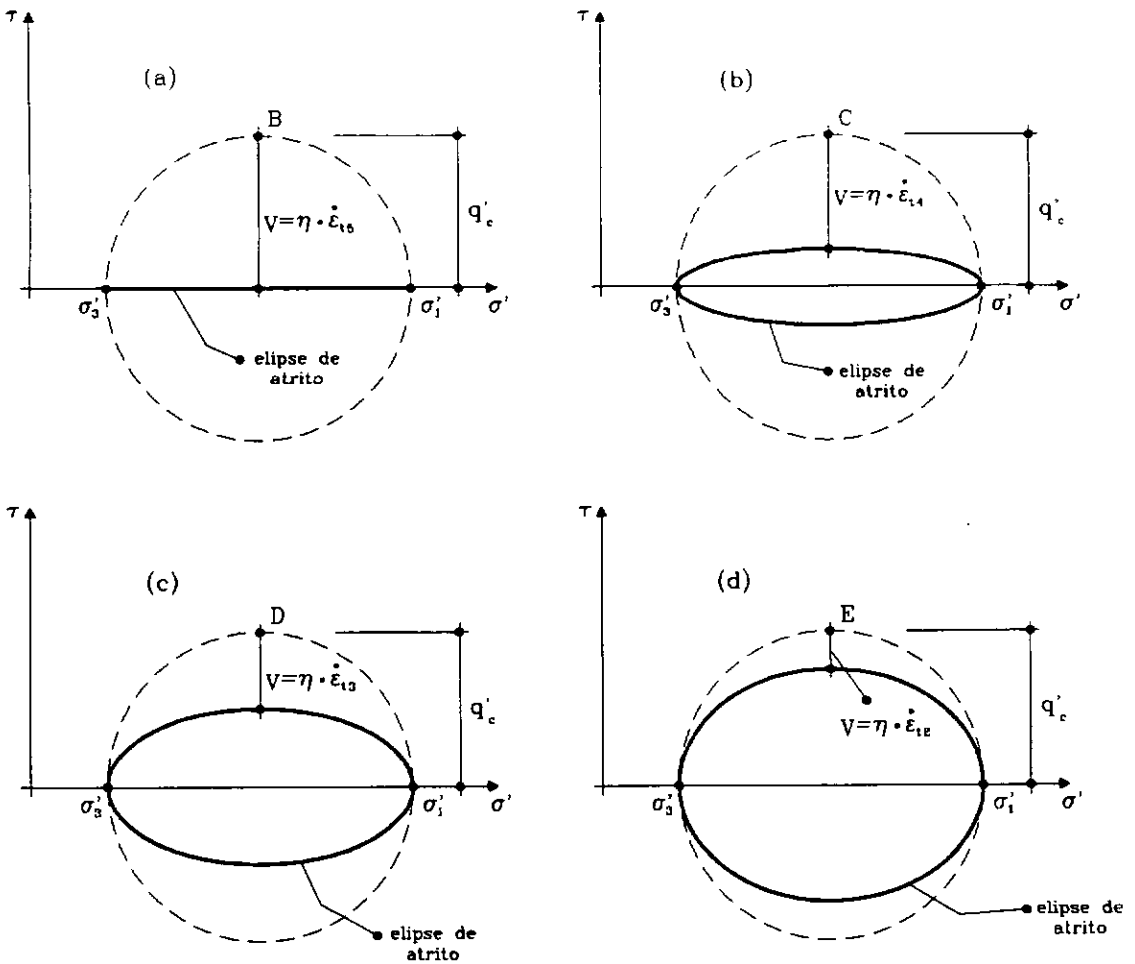 τ
(a)
B
V=η·ε̇ₜ₅
q'c
σ'₃
σ'₁
σ'
elipse de
atrito
τ
(b)
C
V=η·ε̇ₜ₄
q'c
σ'₃
σ'₁
σ'
elipse de
atrito
τ
(c)
D
V=η·ε̇ₜ₃
q'c
σ'₃
σ'₁
σ'
elipse de
atrito
τ
(d)
E
V=η·ε̇ₜ₂
q'c
σ'₃
σ'₁
σ'
elipse de
atrito